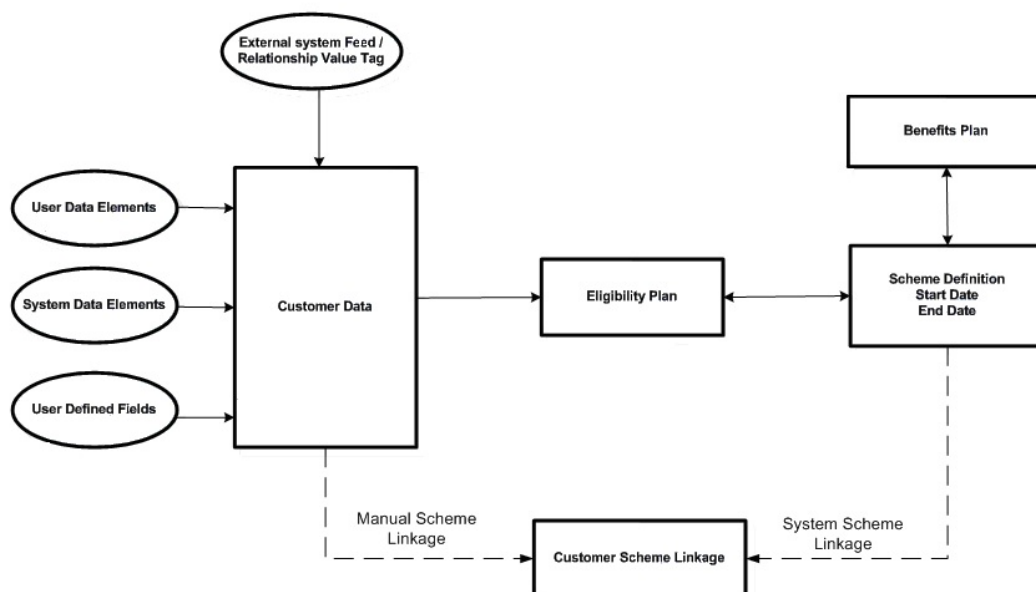 External system Feed /
Relationship Value Tag
Benefits Plan
User Data Elements
System Data Elements
Customer Data
Eligibility Plan
Scheme Definition
Start Date
End Date
User Defined Fields
Manual Scheme
Linkage
Customer Scheme Linkage
System Scheme
Linkage